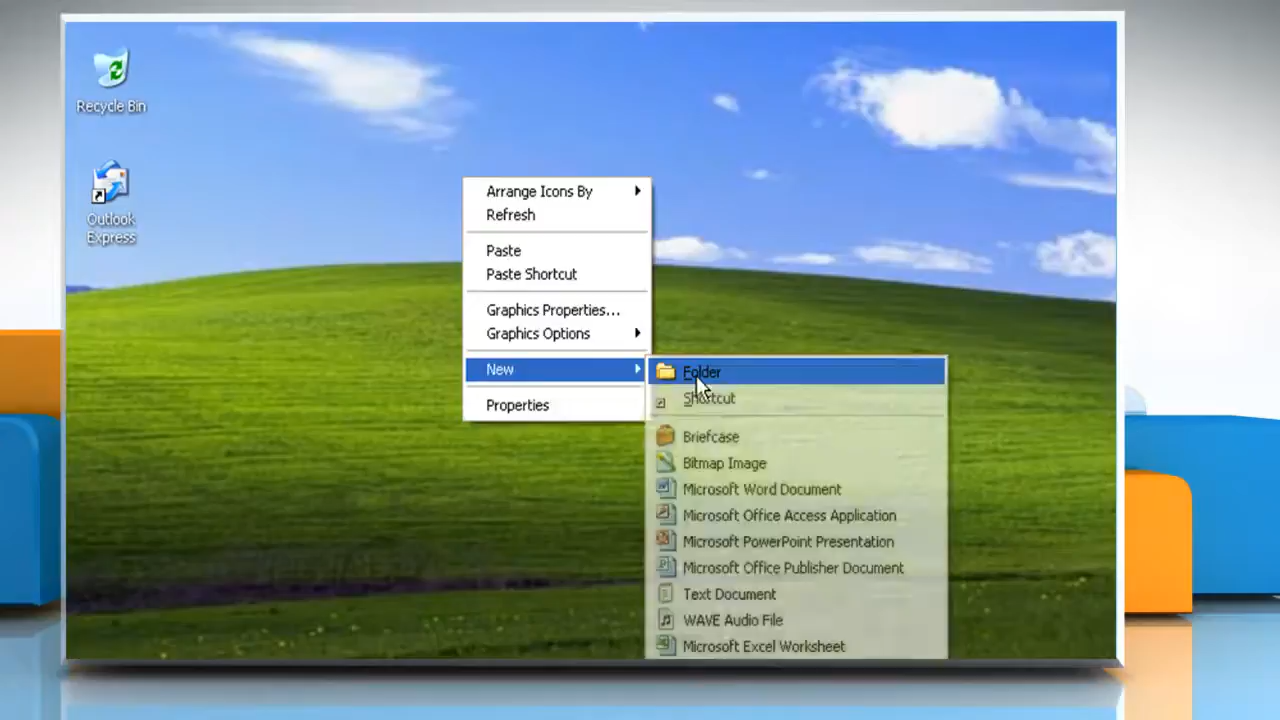 Recycle Bin
Outlook
Express
Arrange Icons By
Refresh
Paste
Paste Shortcut
Graphics Properties...
Graphics Options
New
Properties
Folder
Shortcut
Briefcase
Bitmap Image
Microsoft Word Document
Microsoft Office Access Application
Microsoft PowerPoint Presentation
Microsoft Office Publisher Document
Text Document
WAVE Audio File
Microsoft Excel Worksheet